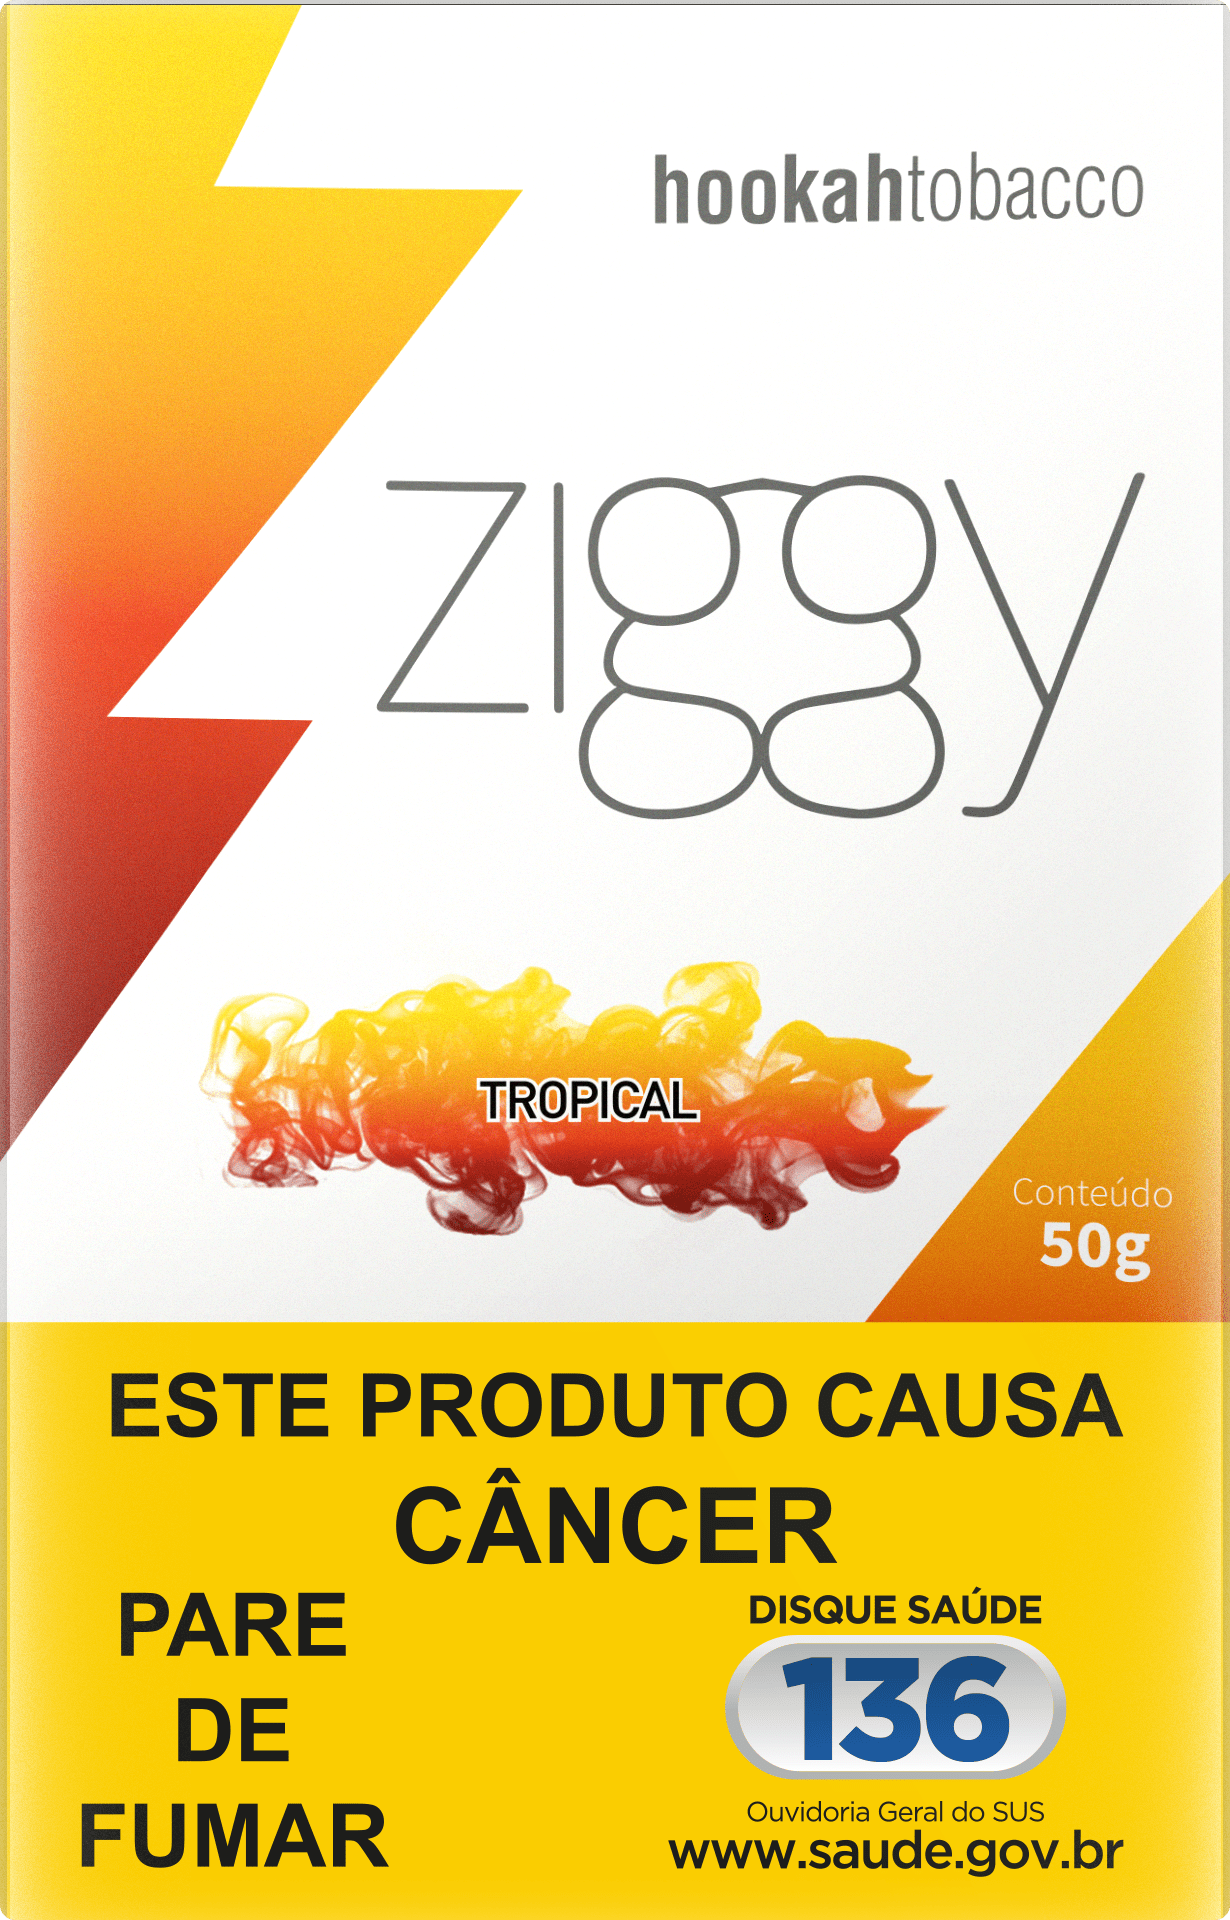 hookahtobacco
ziggy
TROPICAL
Conteúdo
50g
ESTE PRODUTO CAUSA
CÂNCER
PARE
DE
FUMAR
DISQUE SAÚDE
136
Ouvidoria Geral do SUS
www.saude.gov.br